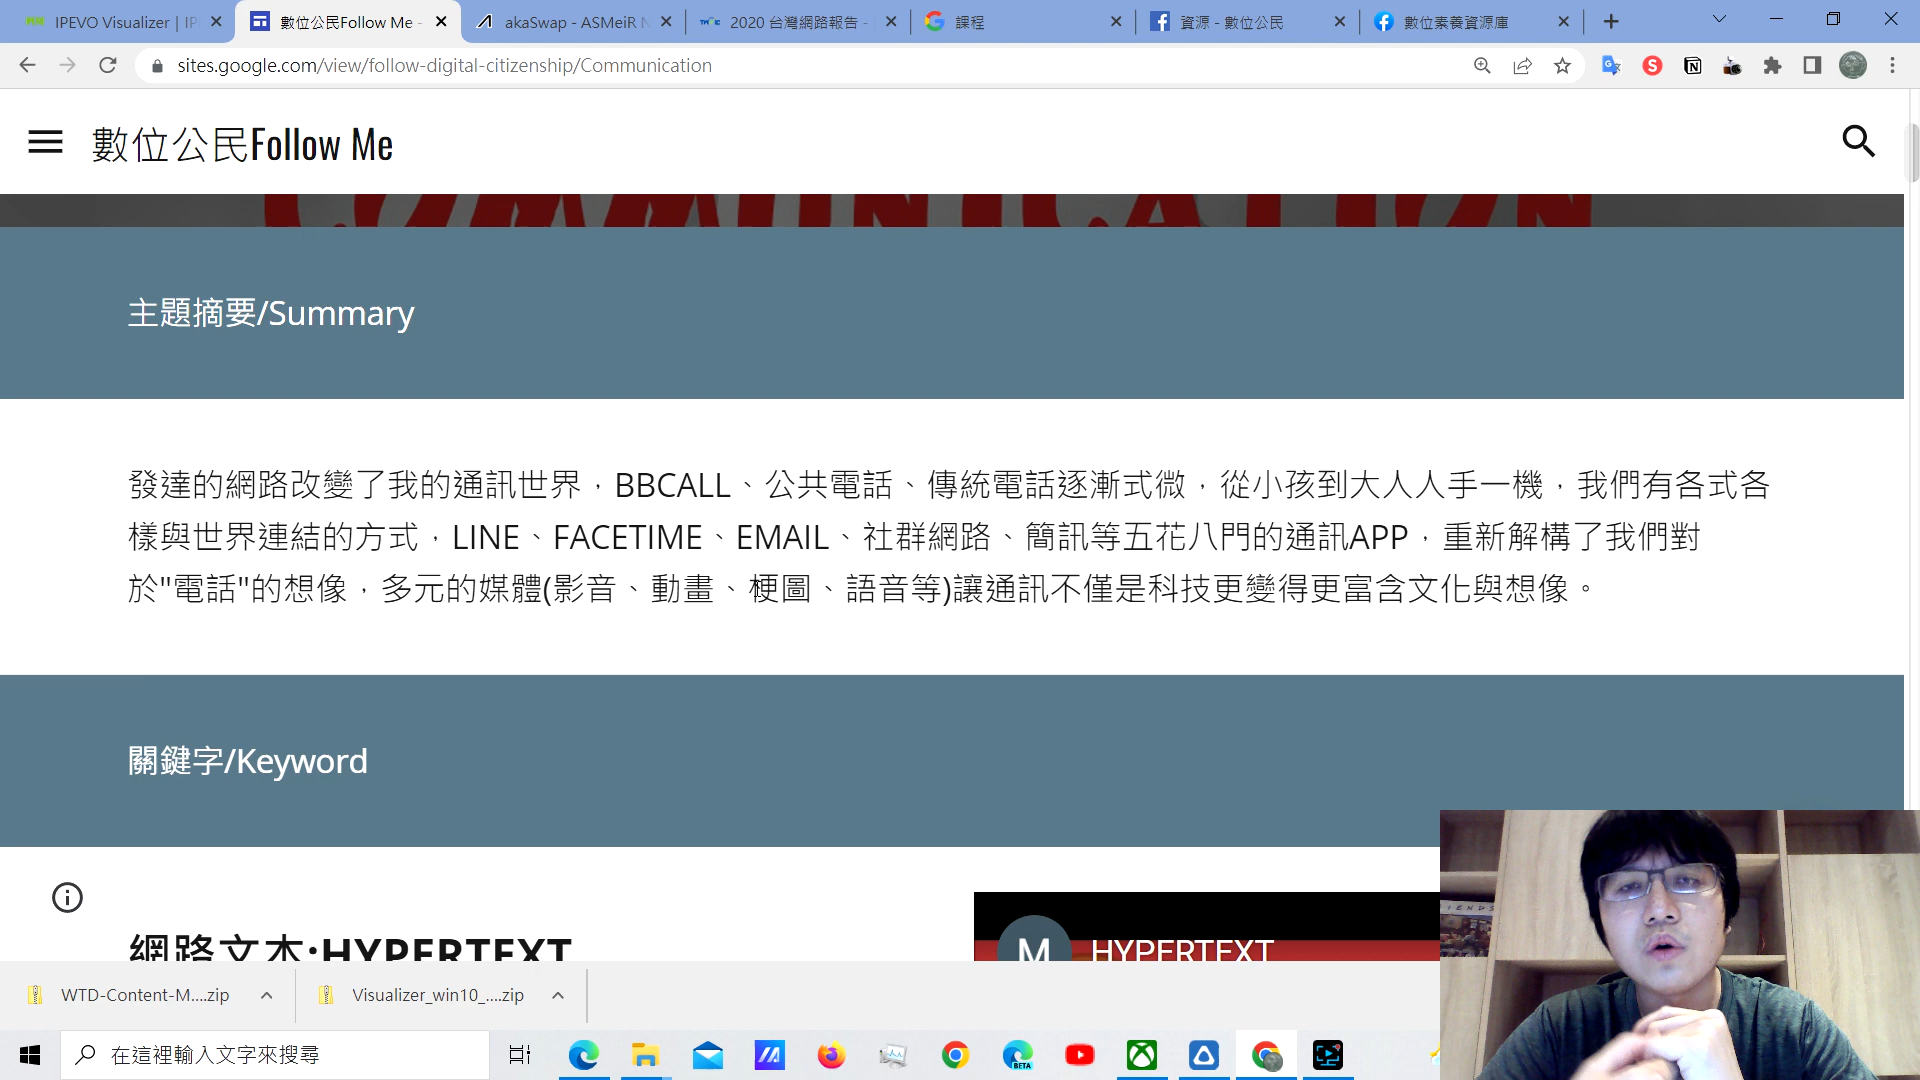 IPEVO Visualizer | IP
數位公民Follow Me -
akaSwap - ASMeiR N
2020 台灣網路報告 -
課程
資源 - 數位公民
數位素養資源庫
sites.google.com/view/follow-digital-citizenship/Communication
數位公民Follow Me
COMMUNICATION
主題摘要/Summary
發達的網路改變了我的通訊世界，BBCALL、公共電話、傳統電話逐漸式微，從小孩到大人人手一機，我們有各式各
樣與世界連結的方式，LINE、FACETIME、EMAIL、社群網路、簡訊等五花八門的通訊APP，重新解構了我們對
於"電話"的想像，多元的媒體(影音、動畫、梗圖、語音等)讓通訊不僅是科技更變得更富含文化與想像。
關鍵字/Keyword
網路文本:HYPERTEXT
M HYPERTEXT
WTD-Content-M....zip
Visualizer_win10_....zip
在這裡輸入文字來搜尋
BETA